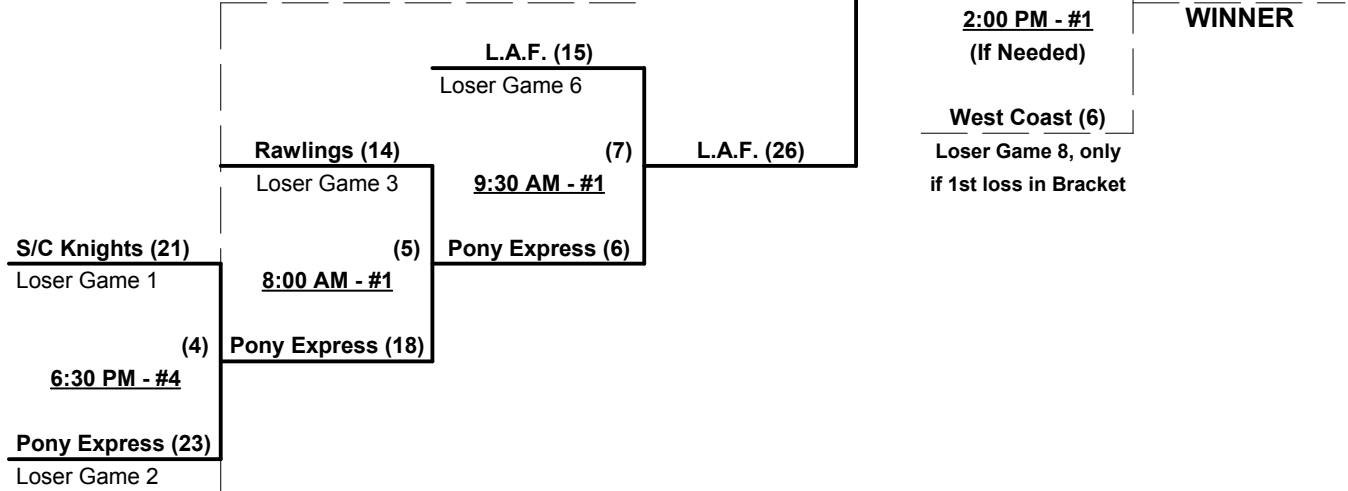 2:00 PM - #1
WINNER
(If Needed)
L.A.F. (15)
Loser Game 6
West Coast (6)
Loser Game 8, only
if 1st loss in Bracket
Rawlings (14)
Loser Game 3
(7)
9:30 AM - #1
L.A.F. (26)
S/C Knights (21)
Loser Game 1
(5)
8:00 AM - #1
Pony Express (6)
(4)
6:30 PM - #4
Pony Express (18)
Pony Express (23)
Loser Game 2